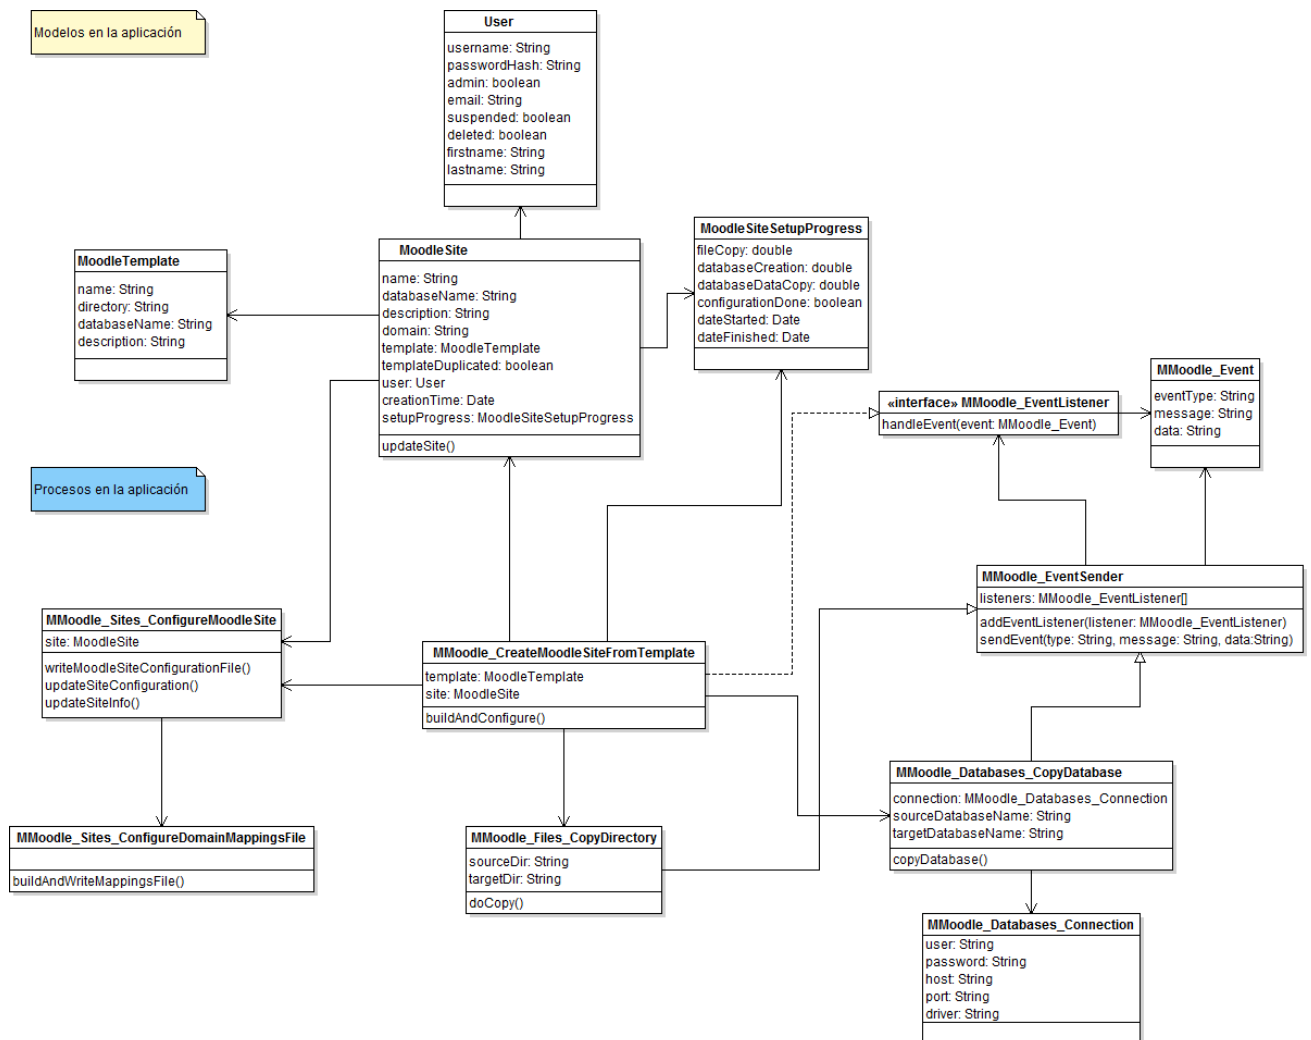 Modelos en la aplicación
User
username: String
passwordHash: String
admin: boolean
email: String
suspended: boolean
deleted: boolean
firstname: String
lastname: String
MoodleTemplate
name: String
directory: String
databaseName: String
description: String
MoodleSite
name: String
databaseName: String
description: String
domain: String
template: MoodleTemplate
templateDuplicated: boolean
user: User
creationTime: Date
setupProgress: MoodleSiteSetupProgress
updateSite()
MoodleSiteSetupProgress
fileCopy: double
databaseCreation: double
databaseDataCopy: double
configurationDone: boolean
dateStarted: Date
dateFinished: Date
«interface» MMoodle_EventListener
handleEvent(event: MMoodle_Event)
MMoodle_Event
eventType: String
message: String
data: String
Procesos en la aplicación
MMoodle_EventSender
listeners: MMoodle_EventListener[]
addEventListener(listener: MMoodle_EventListener)
sendEvent(type: String, message: String, data:String)
MMoodle_Sites_ConfigureMoodleSite
site: MoodleSite
writeMoodleSiteConfigurationFile()
updateSiteConfiguration()
updateSiteInfo()
MMoodle_CreateMoodleSiteFromTemplate
template: MoodleTemplate
site: MoodleSite
buildAndConfigure()
MMoodle_Databases_CopyDatabase
connection: MMoodle_Databases_Connection
sourceDatabaseName: String
targetDatabaseName: String
copyDatabase()
MMoodle_Sites_ConfigureDomainMappingsFile
buildAndWriteMappingsFile()
MMoodle_Files_CopyDirectory
sourceDir: String
targetDir: String
doCopy()
MMoodle_Databases_Connection
user: String
password: String
host: String
port: String
driver: String